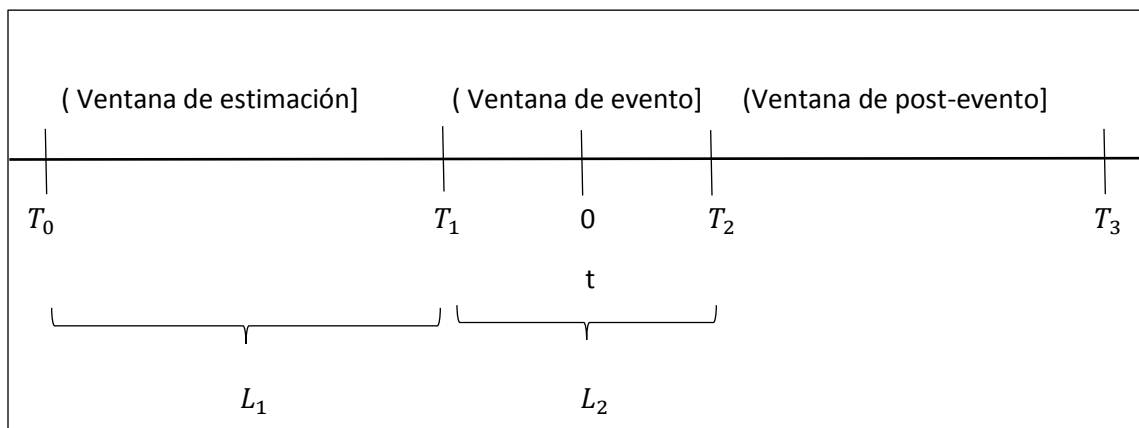 ( Ventana de estimación] ( Ventana de evento] (Ventana de post-evento]
T₀ T₁ 0 T₂ T₃
t
L₁ L₂